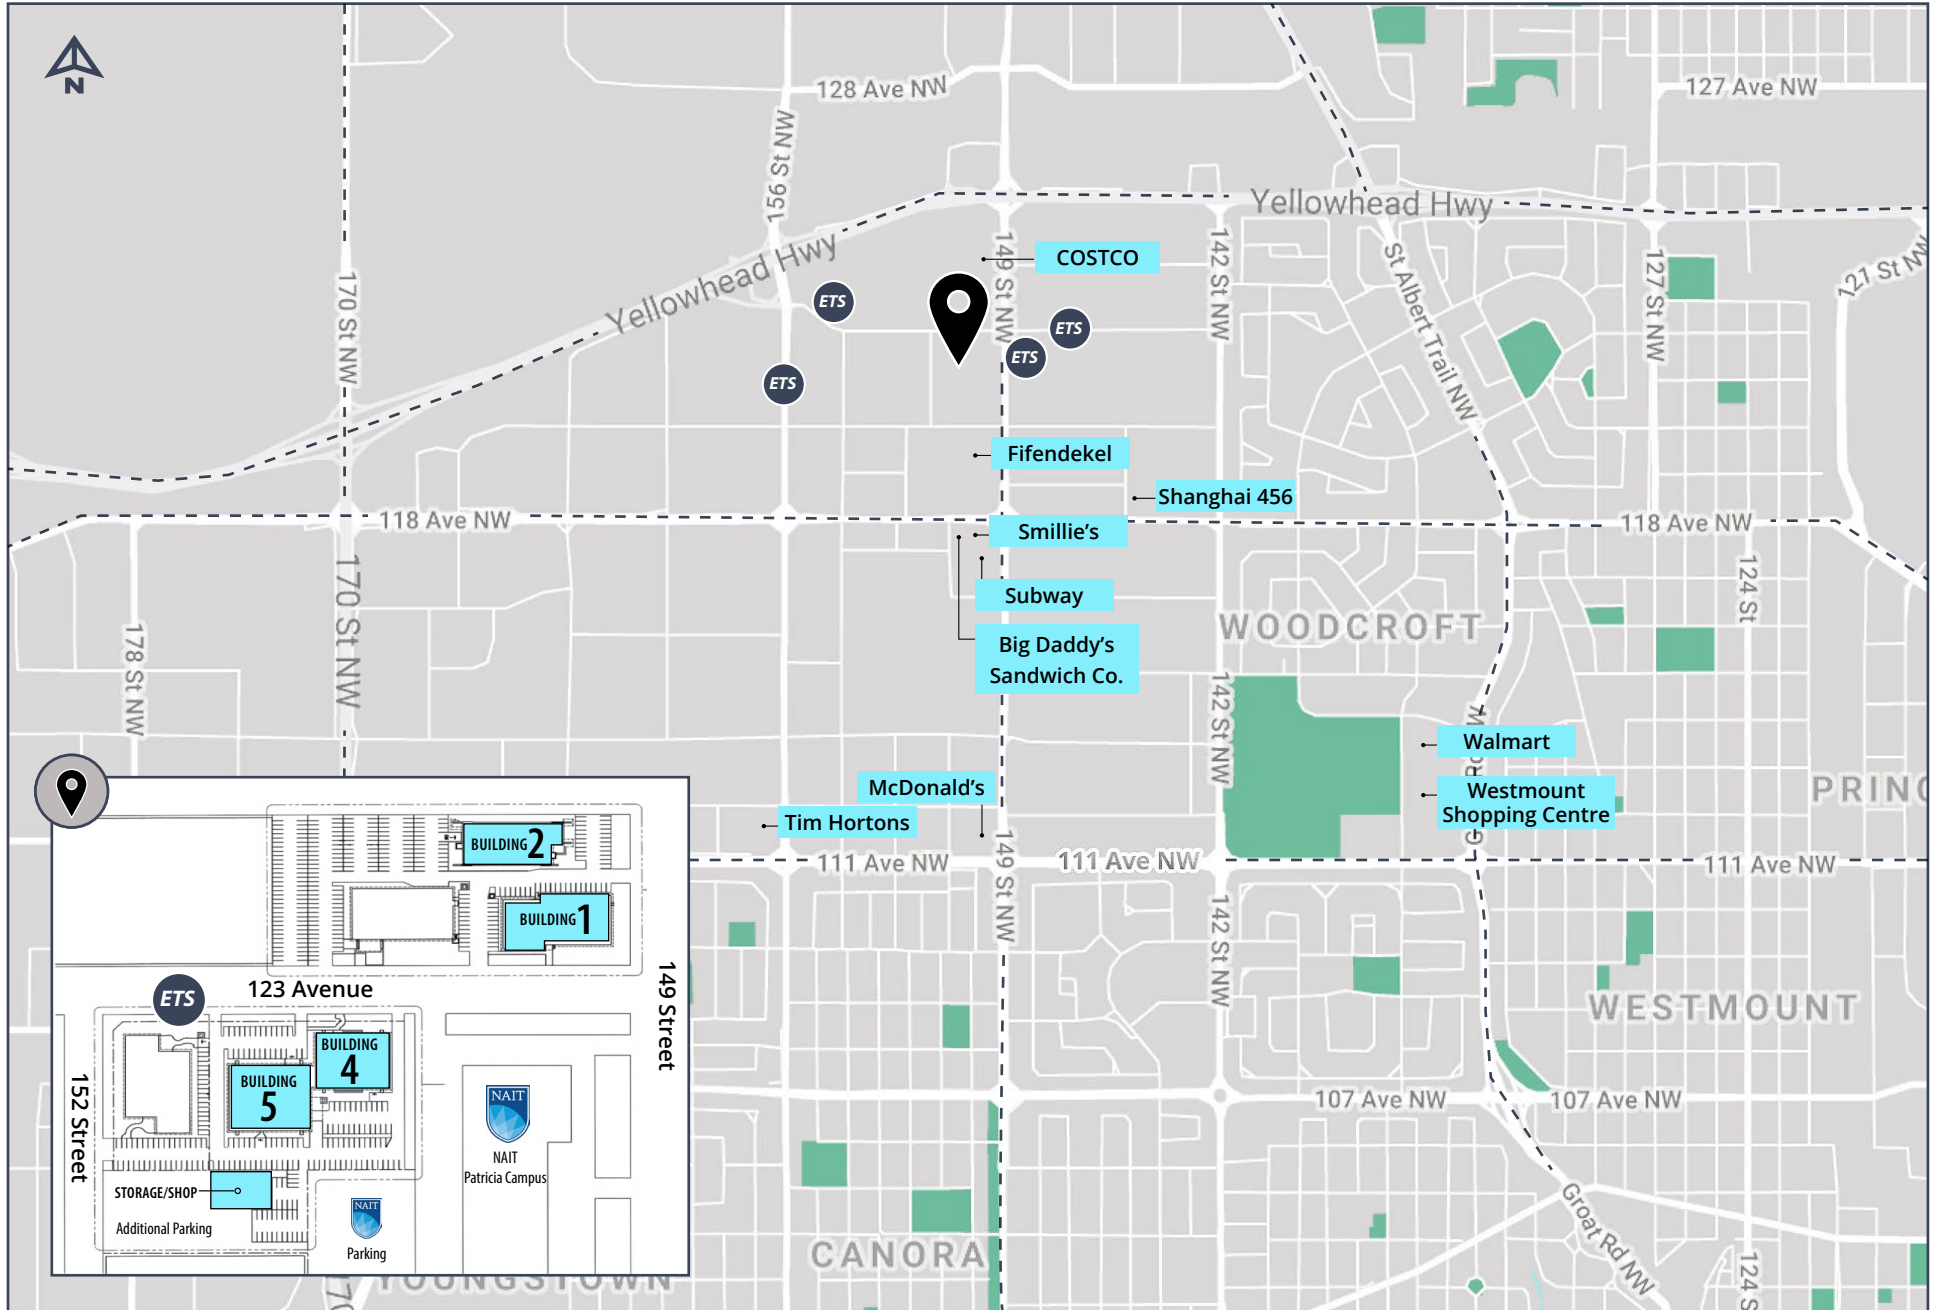 N
128 Ave NW
127 Ave NW
156 St NW
Yellowhead Hwy
Yellowhead Hwy
170 St NW
149 St NW
COSTCO
142 St NW
St Albert Trail NW
127 St NW
127 St NW
ETS
ETS
ETS
ETS
Fifendekel
Shanghai 456
118 Ave NW
118 Ave NW
Smillie's
Subway
Big Daddy's
Sandwich Co.
170 St NW
178 St NW
WOODCROFT
124 St
142 St NW
Walmart
Westmount
Shopping Centre
PRINC
McDonald's
Tim Hortons
111 Ave NW
111 Ave NW
111 Ave NW
149 St NW
142 St NW
WESTMOUNT
107 Ave NW
107 Ave NW
Groat Rd NW
124 S
CANORA
YOUNGSTOWN
170
BUILDING 2
BUILDING 1
ETS
123 Avenue
149 Street
152 Street
BUILDING
4
BUILDING
5
NAIT
NAIT
Patricia Campus
STORAGE/SHOP
Additional Parking
NAIT
Parking